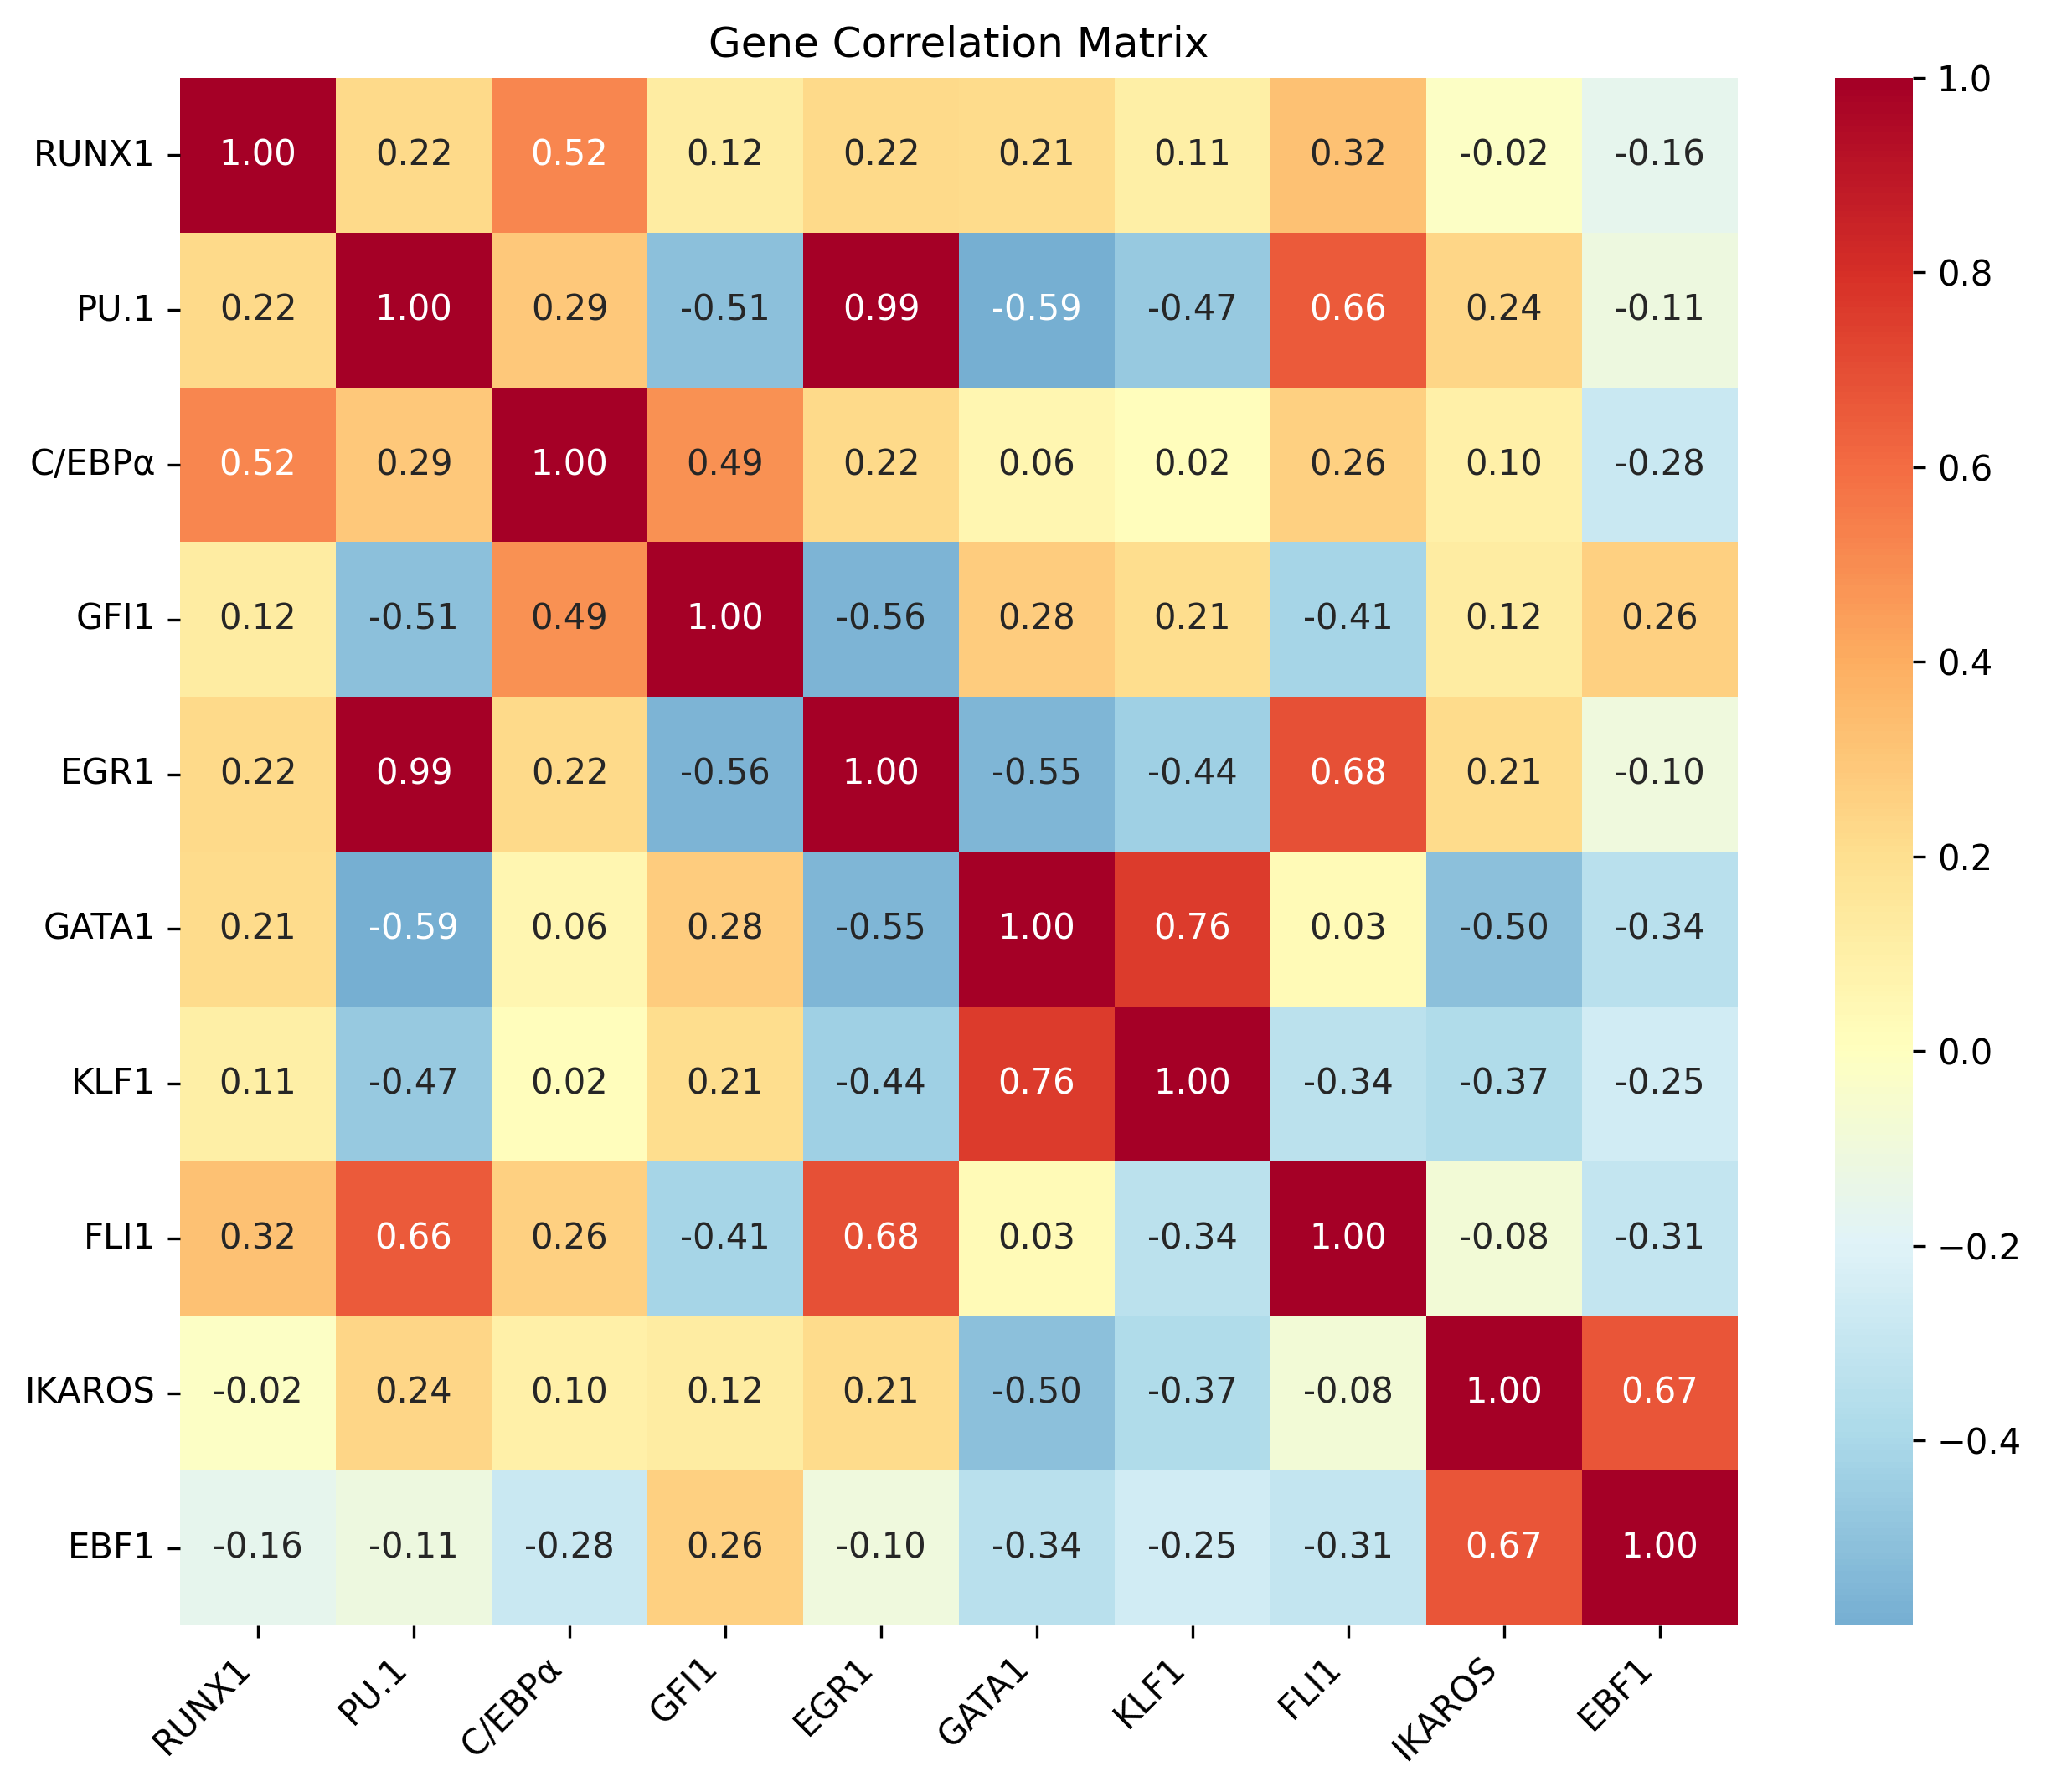 Gene Correlation Matrix
RUNX1 1.00 0.22 0.52 0.12 0.22 0.21 0.11 0.32 -0.02 -0.16
PU.1 0.22 1.00 0.29 -0.51 0.99 -0.59 -0.47 0.66 0.24 -0.11
C/EBPα 0.52 0.29 1.00 0.49 0.22 0.06 0.02 0.26 0.10 -0.28
GFI1 0.12 -0.51 0.49 1.00 -0.56 0.28 0.21 -0.41 0.12 0.26
EGR1 0.22 0.99 0.22 -0.56 1.00 -0.55 -0.44 0.68 0.21 -0.10
GATA1 0.21 -0.59 0.06 0.28 -0.55 1.00 0.76 0.03 -0.50 -0.34
KLF1 0.11 -0.47 0.02 0.21 -0.44 0.76 1.00 -0.34 -0.37 -0.25
FLI1 0.32 0.66 0.26 -0.41 0.68 0.03 -0.34 1.00 -0.08 -0.31
IKAROS -0.02 0.24 0.10 0.12 0.21 -0.50 -0.37 -0.08 1.00 0.67
EBF1 -0.16 -0.11 -0.28 0.26 -0.10 -0.34 -0.25 -0.31 0.67 1.00
RUNX1 PU.1 C/EBPα GFI1 EGR1 GATA1 KLF1 FLI1 IKAROS EBF1
1.0
0.8
0.6
0.4
0.2
0.0
−0.2
−0.4